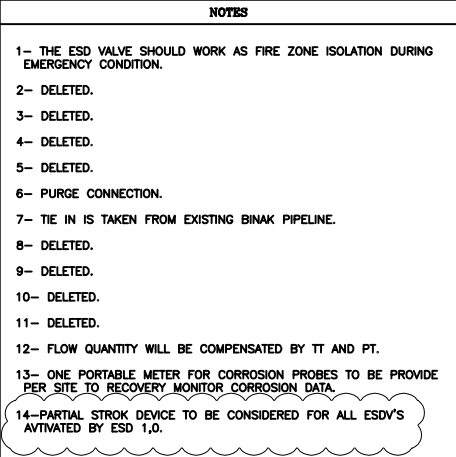 NOTES
1– THE ESD VALVE SHOULD WORK AS FIRE ZONE ISOLATION DURING
EMERGENCY CONDITION.
2– DELETED.
3– DELETED.
4– DELETED.
5– DELETED.
6– PURGE CONNECTION.
7– TIE IN IS TAKEN FROM EXISTING BINAK PIPELINE.
8– DELETED.
9– DELETED.
10– DELETED.
11– DELETED.
12– FLOW QUANTITY WILL BE COMPENSATED BY TT AND PT.
13– ONE PORTABLE METER FOR CORROSION PROBES TO BE PROVIDE
PER SITE TO RECOVERY MONITOR CORROSION DATA.
14–PARTIAL STROK DEVICE TO BE CONSIDERED FOR ALL ESDV'S
AVTIVATED BY ESD 1,0.